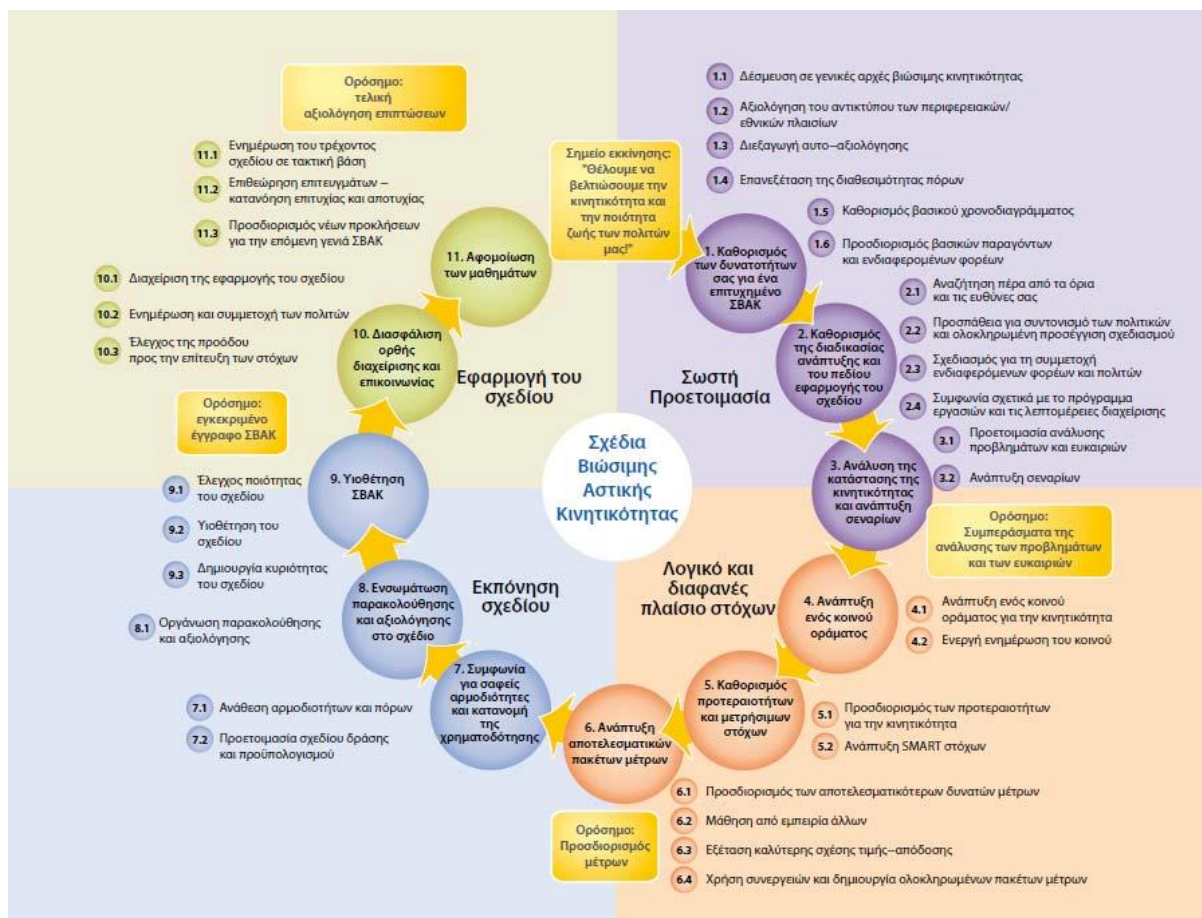 Ορόσημο:
τελική
αξιολόγηση επιπτώσεων
Σημείο εκκίνησης:
"Θέλουμε να
βελτιώσουμε την
κινητικότητα και
την ποιότητα
ζωής των πολιτών
μας!"
1. Καθορισμός
των δυνατοτήτων
σας για ένα
επιτυχημένο
ΣΒΑΚ
1.1 Δέσμευση σε γενικές αρχές βιώσιμης κινητικότητας
1.2 Αξιολόγηση του αντικτύπου των περιφερειακών/
εθνικών πλαισίων
1.3 Διεξαγωγή αυτο–αξιολόγησης
1.4 Επανεξέταση της διαθεσιμότητας πόρων
1.5 Καθορισμός βασικού χρονοδιαγράμματος
1.6 Προσδιορισμός βασικών παραγόντων
και ενδιαφερομένων φορέων
2. Καθορισμός
της διαδικασίας
ανάπτυξης και
του πεδίου
εφαρμογής του
σχεδίου
2.1 Αναζήτηση πέρα από τα όρια
και τις ευθύνες σας
2.2 Προσπάθεια για συντονισμό των πολιτικών
και ολοκληρωμένη προσέγγιση σχεδιασμού
2.3 Σχεδιασμός για τη συμμετοχή
ενδιαφερόμενων φορέων και πολιτών
2.4 Συμφωνία σχετικά με το πρόγραμμα
εργασιών και τις λεπτομέρειες διαχείρισης
Σωστή
Προετοιμασία
3. Ανάλυση της
κατάστασης της
κινητικότητας
και ανάπτυξη
σεναρίων
3.1 Προετοιμασία ανάλυσης
προβλημάτων και ευκαιριών
3.2 Ανάπτυξη σεναρίων
Ορόσημο:
Συμπεράσματα της
ανάλυσης των προβλημάτων
και των ευκαιριών
Λογικό και
διαφανές
πλαίσιο στόχων
4. Ανάπτυξη
ενός κοινού
οράματος
4.1 Ανάπτυξη ενός κοινού
οράματος για την κινητικότητα
4.2 Ενεργή ενημέρωση του κοινού
5. Καθορισμός
προτεραιοτήτων
και μετρήσιμων
στόχων
5.1 Προσδιορισμός των προτεραιοτήτων
για την κινητικότητα
5.2 Ανάπτυξη SMART στόχων
6. Ανάπτυξη
αποτελεσματικών
πακέτων μέτρων
6.1 Προσδιορισμός των αποτελεσματικότερων δυνατών μέτρων
6.2 Μάθηση από εμπειρία άλλων
6.3 Εξέταση καλύτερης σχέσης τιμής–απόδοσης
6.4 Χρήση συνεργειών και δημιουργία ολοκληρωμένων πακέτων μέτρων
Ορόσημο:
Προσδιορισμός
μέτρων
Εκπόνηση
σχεδίου
7. Συμφωνία
για σαφείς
αρμοδιότητες
και κατανομή
της
χρηματοδότησης
7.1 Ανάθεση αρμοδιοτήτων και πόρων
7.2 Προετοιμασία σχεδίου δράσης
και προϋπολογισμού
8. Ενσωμάτωση
παρακολούθησης
και αξιολόγησης
στο σχέδιο
8.1 Οργάνωση παρακολούθησης
και αξιολόγησης
9. Υιοθέτηση
ΣΒΑΚ
9.1 Έλεγχος ποιότητας
του σχεδίου
9.2 Υιοθέτηση του
σχεδίου
9.3 Δημιουργία κυριότητας
του σχεδίου
Ορόσημο:
εγκεκριμένο
έγγραφο ΣΒΑΚ
Εφαρμογή του
σχεδίου
10. Διασφάλιση
ορθής
διαχείρισης και
επικοινωνίας
10.1 Διαχείριση της εφαρμογής του σχεδίου
10.2 Ενημέρωση και συμμετοχή των πολιτών
10.3 Έλεγχος της προόδου
προς την επίτευξη των στόχων
11. Αφομοίωση
των μαθημάτων
11.1 Ενημέρωση του τρέχοντος
σχεδίου σε τακτική βάση
11.2 Επιθεώρηση επιτευγμάτων –
κατανόηση επιτυχίας και αποτυχίας
11.3 Προσδιορισμός νέων προκλήσεων
για την επόμενη γενιά ΣΒΑΚ
Σχέδια
Βιώσιμης
Αστικής
Κινητικότητας